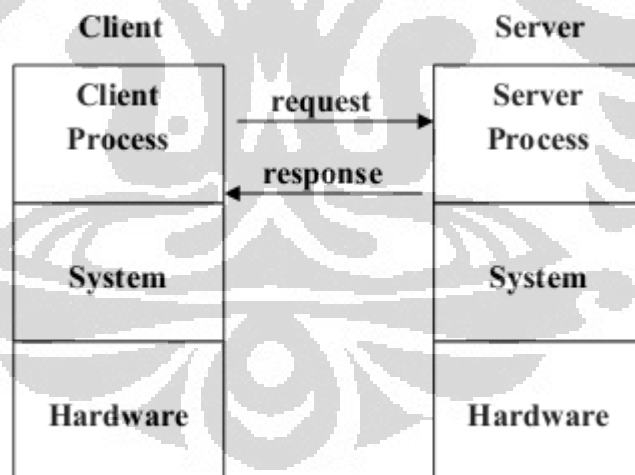 Client
Server
Client
Process
request
response
Server
Process
System
System
Hardware
Hardware